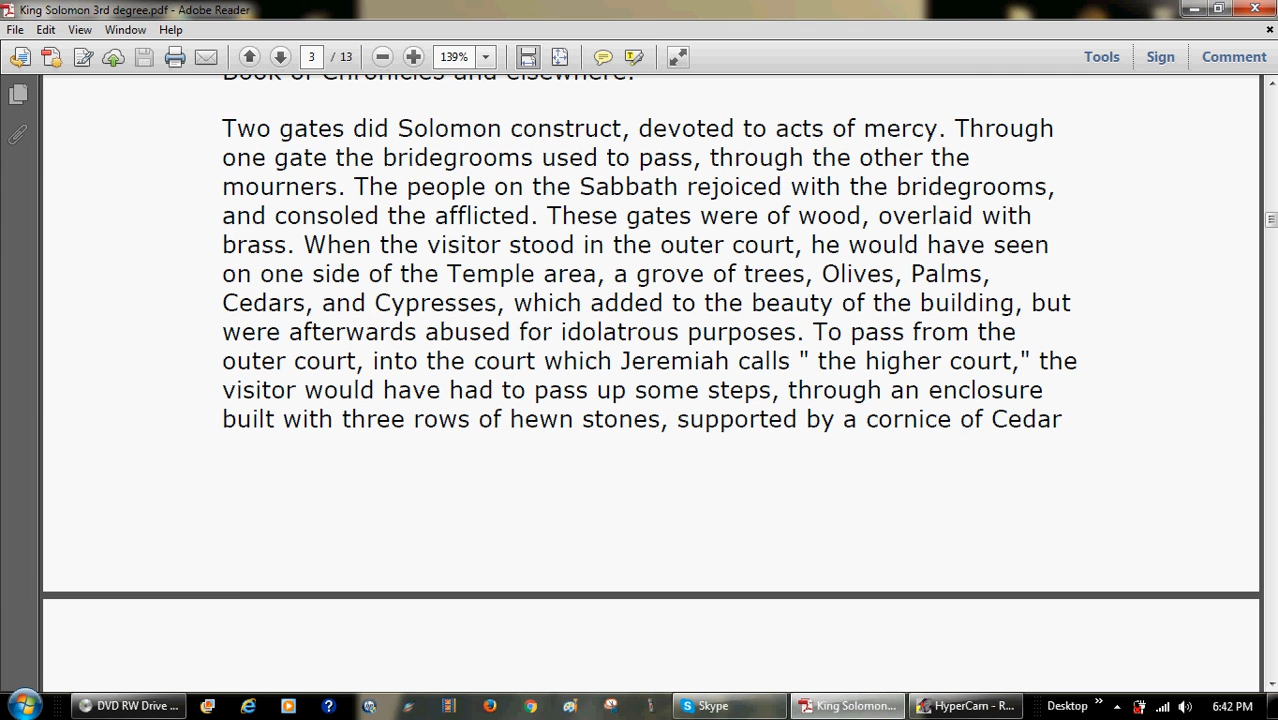 King Solomon 3rd degree.pdf - Adobe Reader
File Edit View Window Help
3 / 13 139% Tools Sign Comment
Book of Chronicles and elsewhere.
Two gates did Solomon construct, devoted to acts of mercy. Through
one gate the bridegrooms used to pass, through the other the
mourners. The people on the Sabbath rejoiced with the bridegrooms,
and consoled the afflicted. These gates were of wood, overlaid with
brass. When the visitor stood in the outer court, he would have seen
on one side of the Temple area, a grove of trees, Olives, Palms,
Cedars, and Cypresses, which added to the beauty of the building, but
were afterwards abused for idolatrous purposes. To pass from the
outer court, into the court which Jeremiah calls " the higher court," the
visitor would have had to pass up some steps, through an enclosure
built with three rows of hewn stones, supported by a cornice of Cedar
DVD RW Drive ... Skype King Solomon... HyperCam - R... Desktop » 6:42 PM